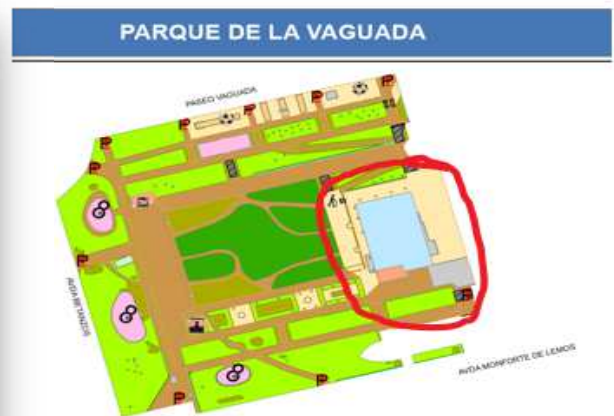 PARQUE DE LA VAGUADA
PASEO VAGUADA
AVDA BETANZOS
AVDA MONFORTE DE LEMOS